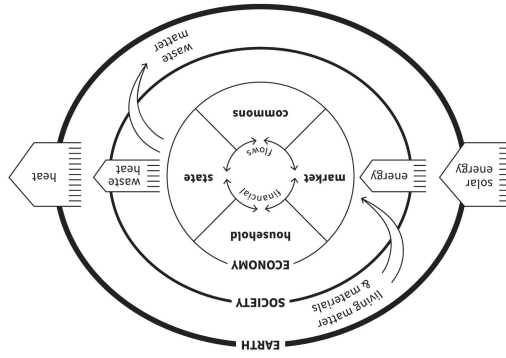 EARTH
SOCIETY
ECONOMY
living matter
& materials
household
financial
solar
energy
energy
market
state
waste
heat
heat
flows
commons
waste
matter